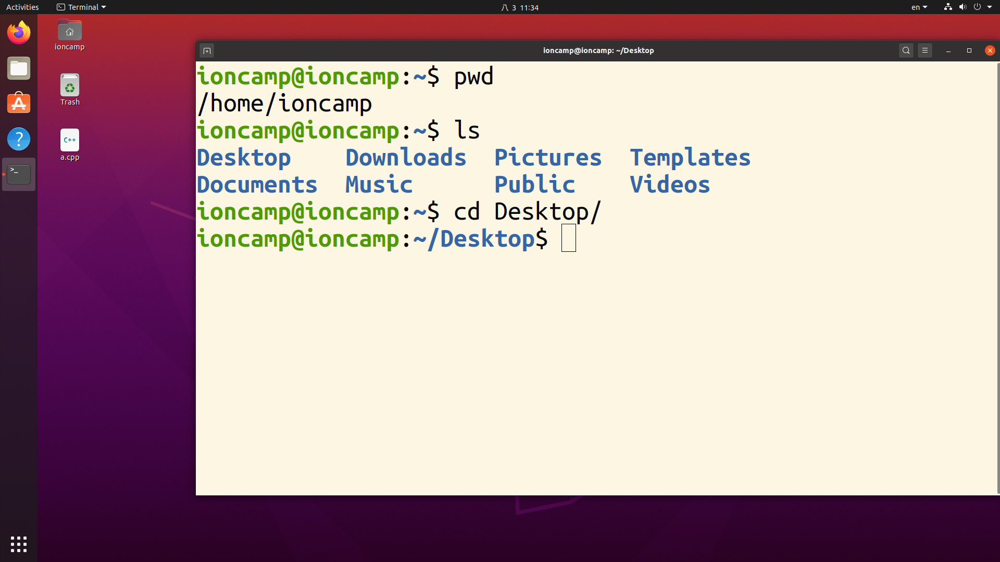 Activities
Terminal
八 3 11:34
en
ioncamp
Trash
C++
a.cpp
ioncamp@ioncamp: ~/Desktop
ioncamp@ioncamp:~$ pwd
/home/ioncamp
ioncamp@ioncamp:~$ ls
Desktop Downloads Pictures Templates
Documents Music Public Videos
ioncamp@ioncamp:~$ cd Desktop/
ioncamp@ioncamp:~/Desktop$